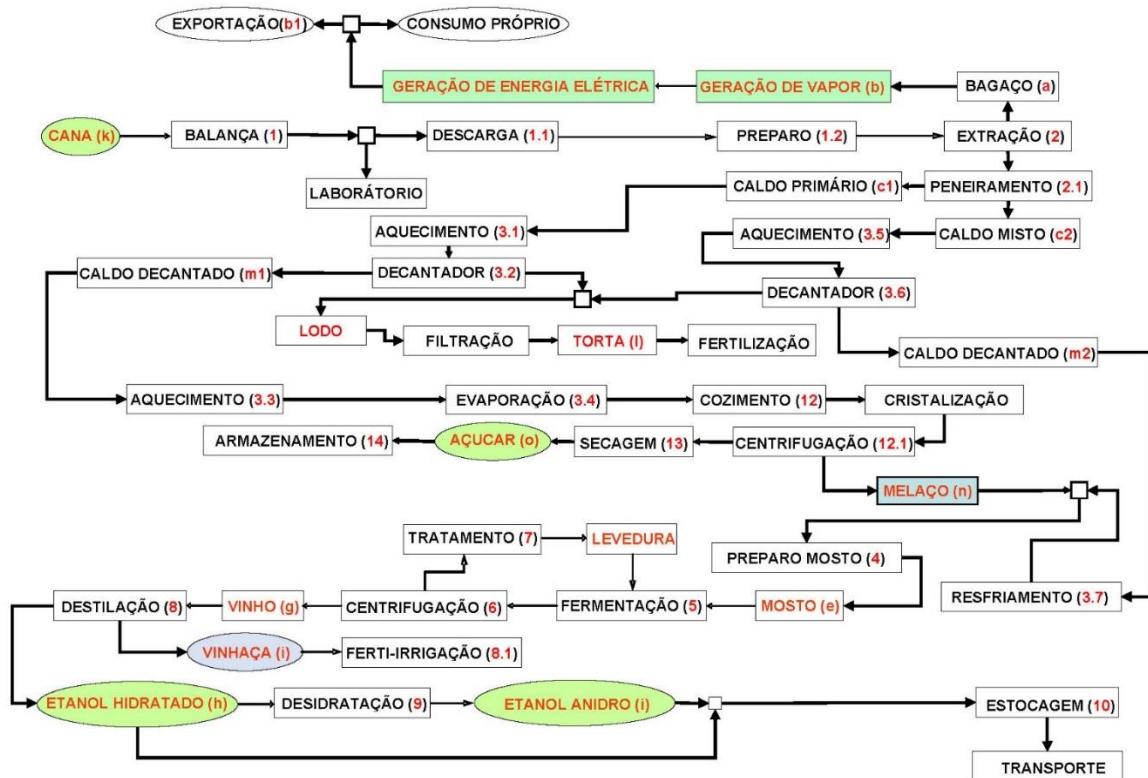 EXPORTAÇÃO(b1)
CONSUMO PRÓPRIO
GERAÇÃO DE ENERGIA ELÉTRICA
GERAÇÃO DE VAPOR (b)
BAGAÇO (a)
CANA (k)
BALANÇA (1)
DESCARGA (1.1)
PREPARO (1.2)
EXTRAÇÃO (2)
LABORÁTORIO
CALDO PRIMÁRIO (c1)
PENEIRAMENTO (2.1)
AQUECIMENTO (3.1)
AQUECIMENTO (3.5)
CALDO MISTO (c2)
CALDO DECANTADO (m1)
DECANTADOR (3.2)
DECANTADOR (3.6)
LODO
FILTRAÇÃO
TORTA (l)
FERTILIZAÇÃO
CALDO DECANTADO (m2)
AQUECIMENTO (3.3)
EVAPORAÇÃO (3.4)
COZIMENTO (12)
CRISTALIZAÇÃO
ARMAZENAMENTO (14)
AÇUCAR (o)
SECAGEM (13)
CENTRIFUGAÇÃO (12.1)
MELAÇO (n)
TRATAMENTO (7)
LEVEDURA
PREPARO MOSTO (4)
DESTILAÇÃO (8)
VINHO (g)
CENTRIFUGAÇÃO (6)
FERMENTAÇÃO (5)
MOSTO (e)
RESFRIAMENTO (3.7)
VINHAÇA (i)
FERTI-IRRIGAÇÃO (8.1)
ETANOL HIDRATADO (h)
DESIDRATAÇÃO (9)
ETANOL ANIDRO (i)
ESTOCAGEM (10)
TRANSPORTE